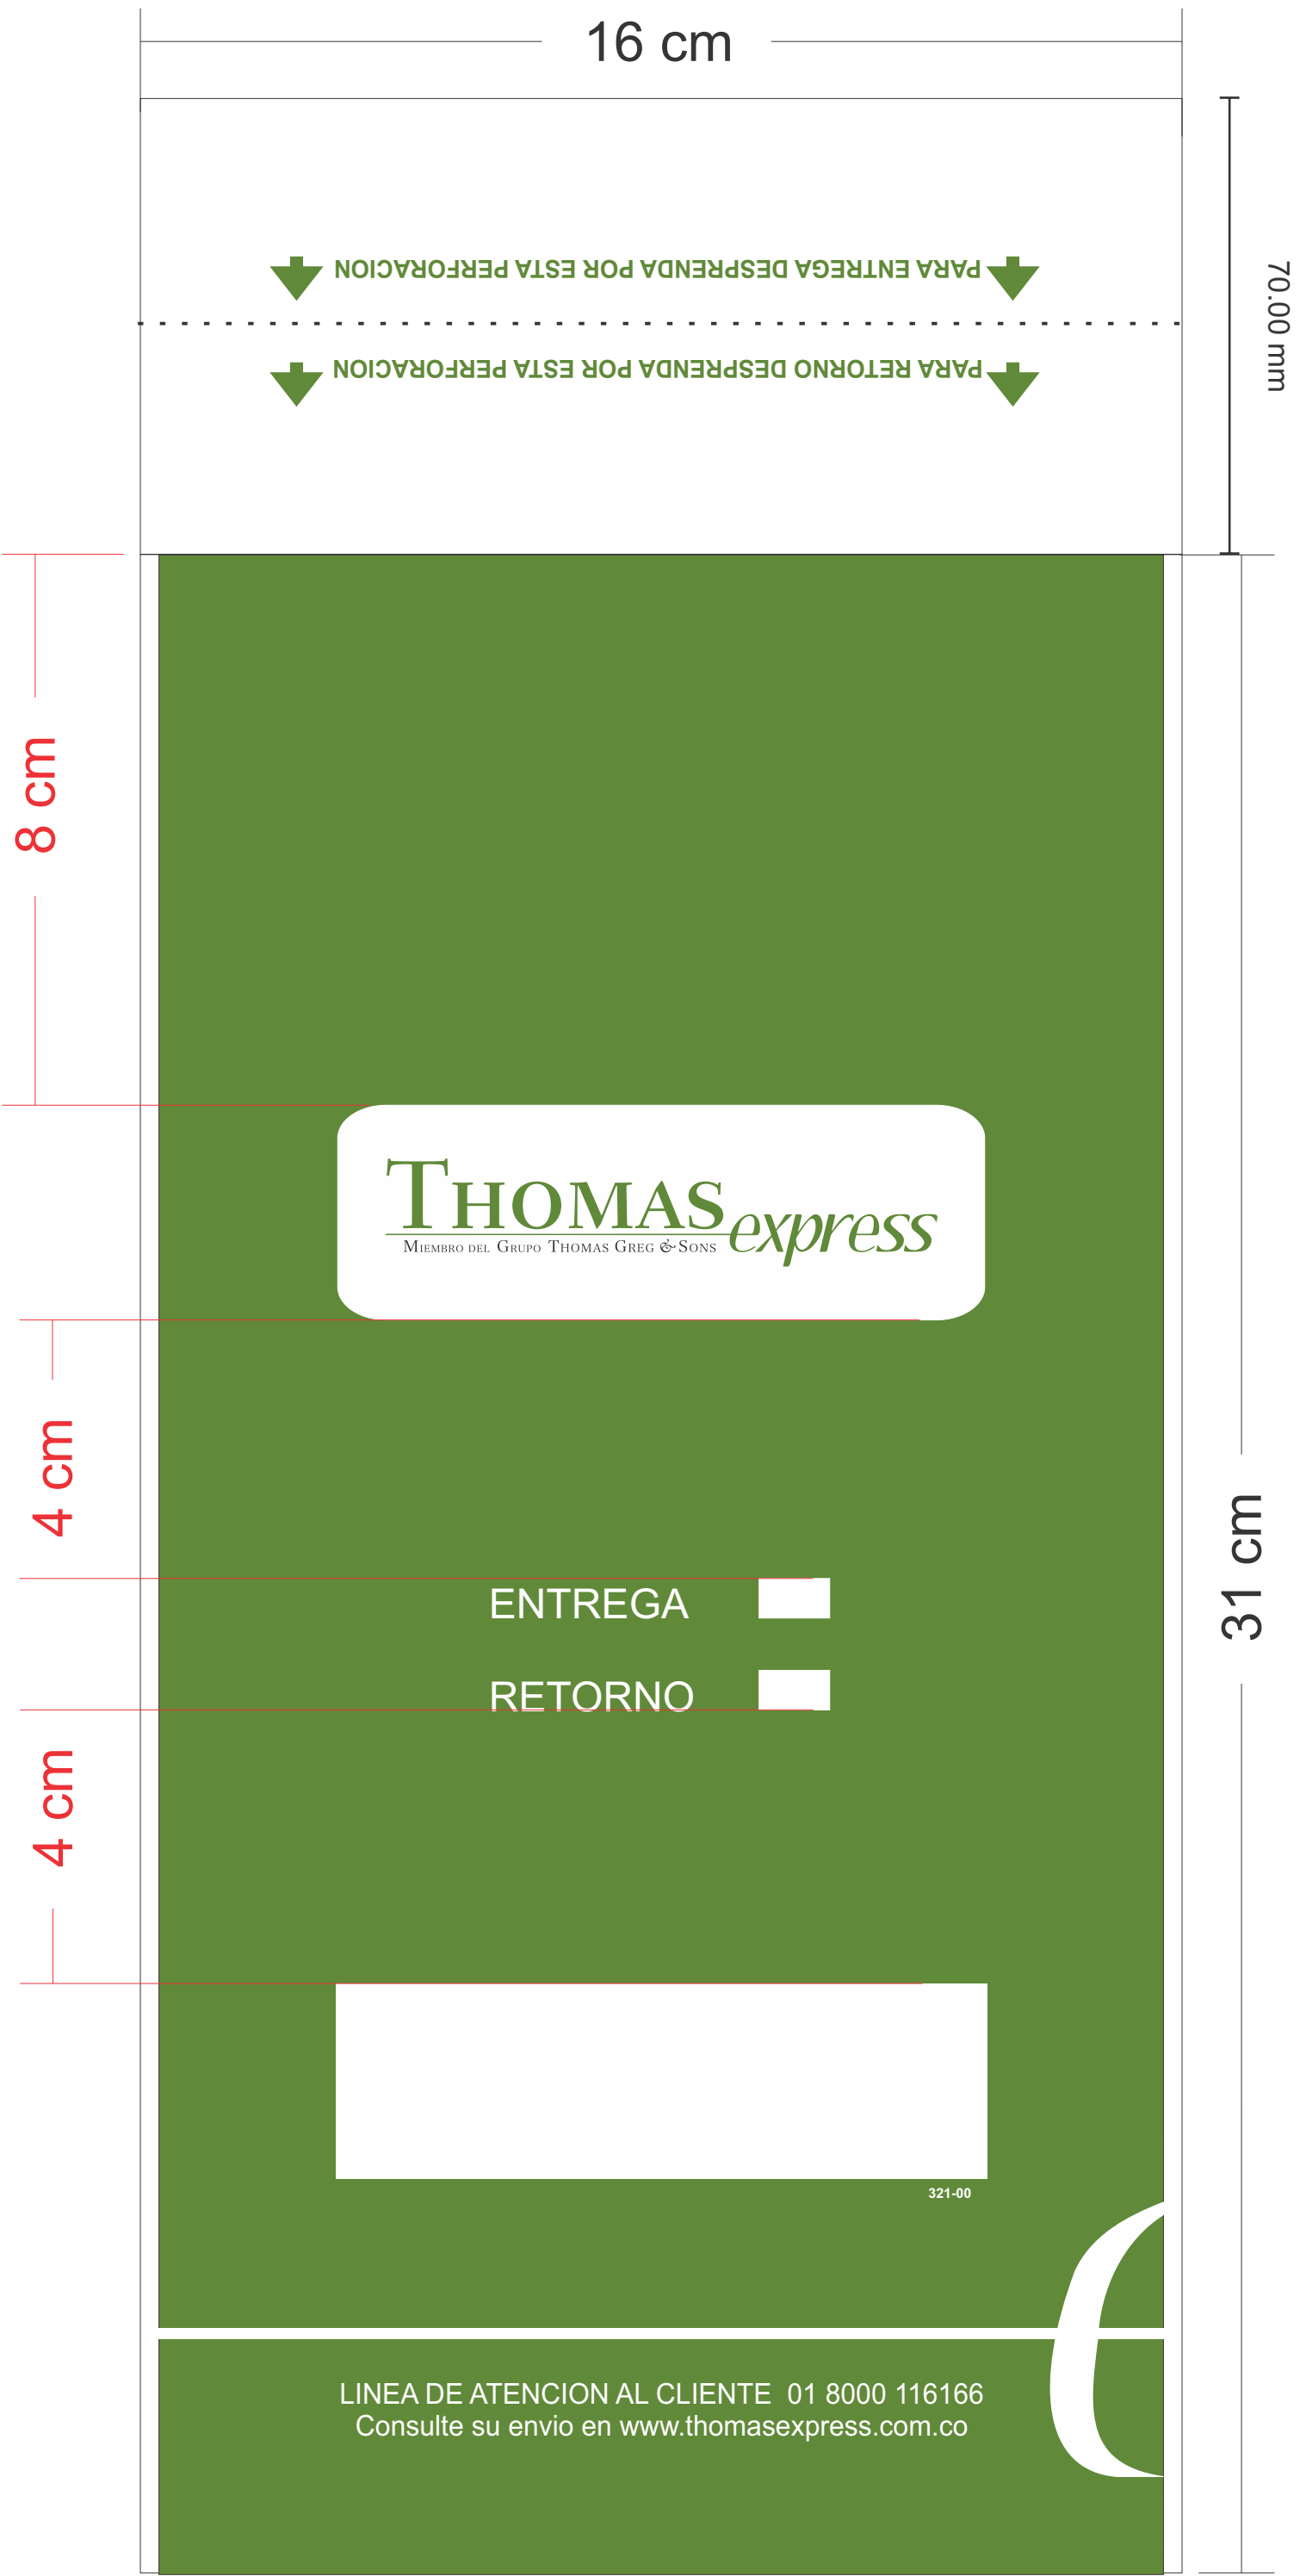 16 cm
PARA ENTREGA DESPRENDA POR ESTA PERFORACION
70.00 mm
PARA RETORNO DESPRENDA POR ESTA PERFORACION
8 cm
THOMAS express
MIEMBRO DEL GRUPO THOMAS GREG & SONS
4 cm
31 cm
ENTREGA
RETORNO
4 cm
321-00
LINEA DE ATENCION AL CLIENTE 01 8000 116166
Consulte su envio en www.thomasexpress.com.co